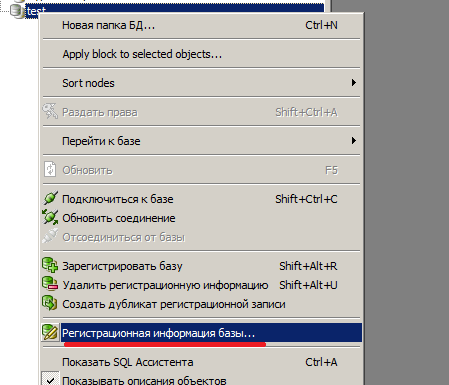 test
Новая папка БД... Ctrl+N
Apply block to selected objects...
Sort nodes
Раздать права Shift+Ctrl+A
Перейти к базе
Обновить F5
Подключиться к базе Shift+Ctrl+C
Обновить соединение
Отсоединиться от базы
Зарегистрировать базу Shift+Alt+R
Удалить регистрационную информацию Shift+Alt+U
Создать дубликат регистрационной записи
Регистрационная информация базы...
Показать SQL Ассистента Ctrl+A
Показывать описания объектов